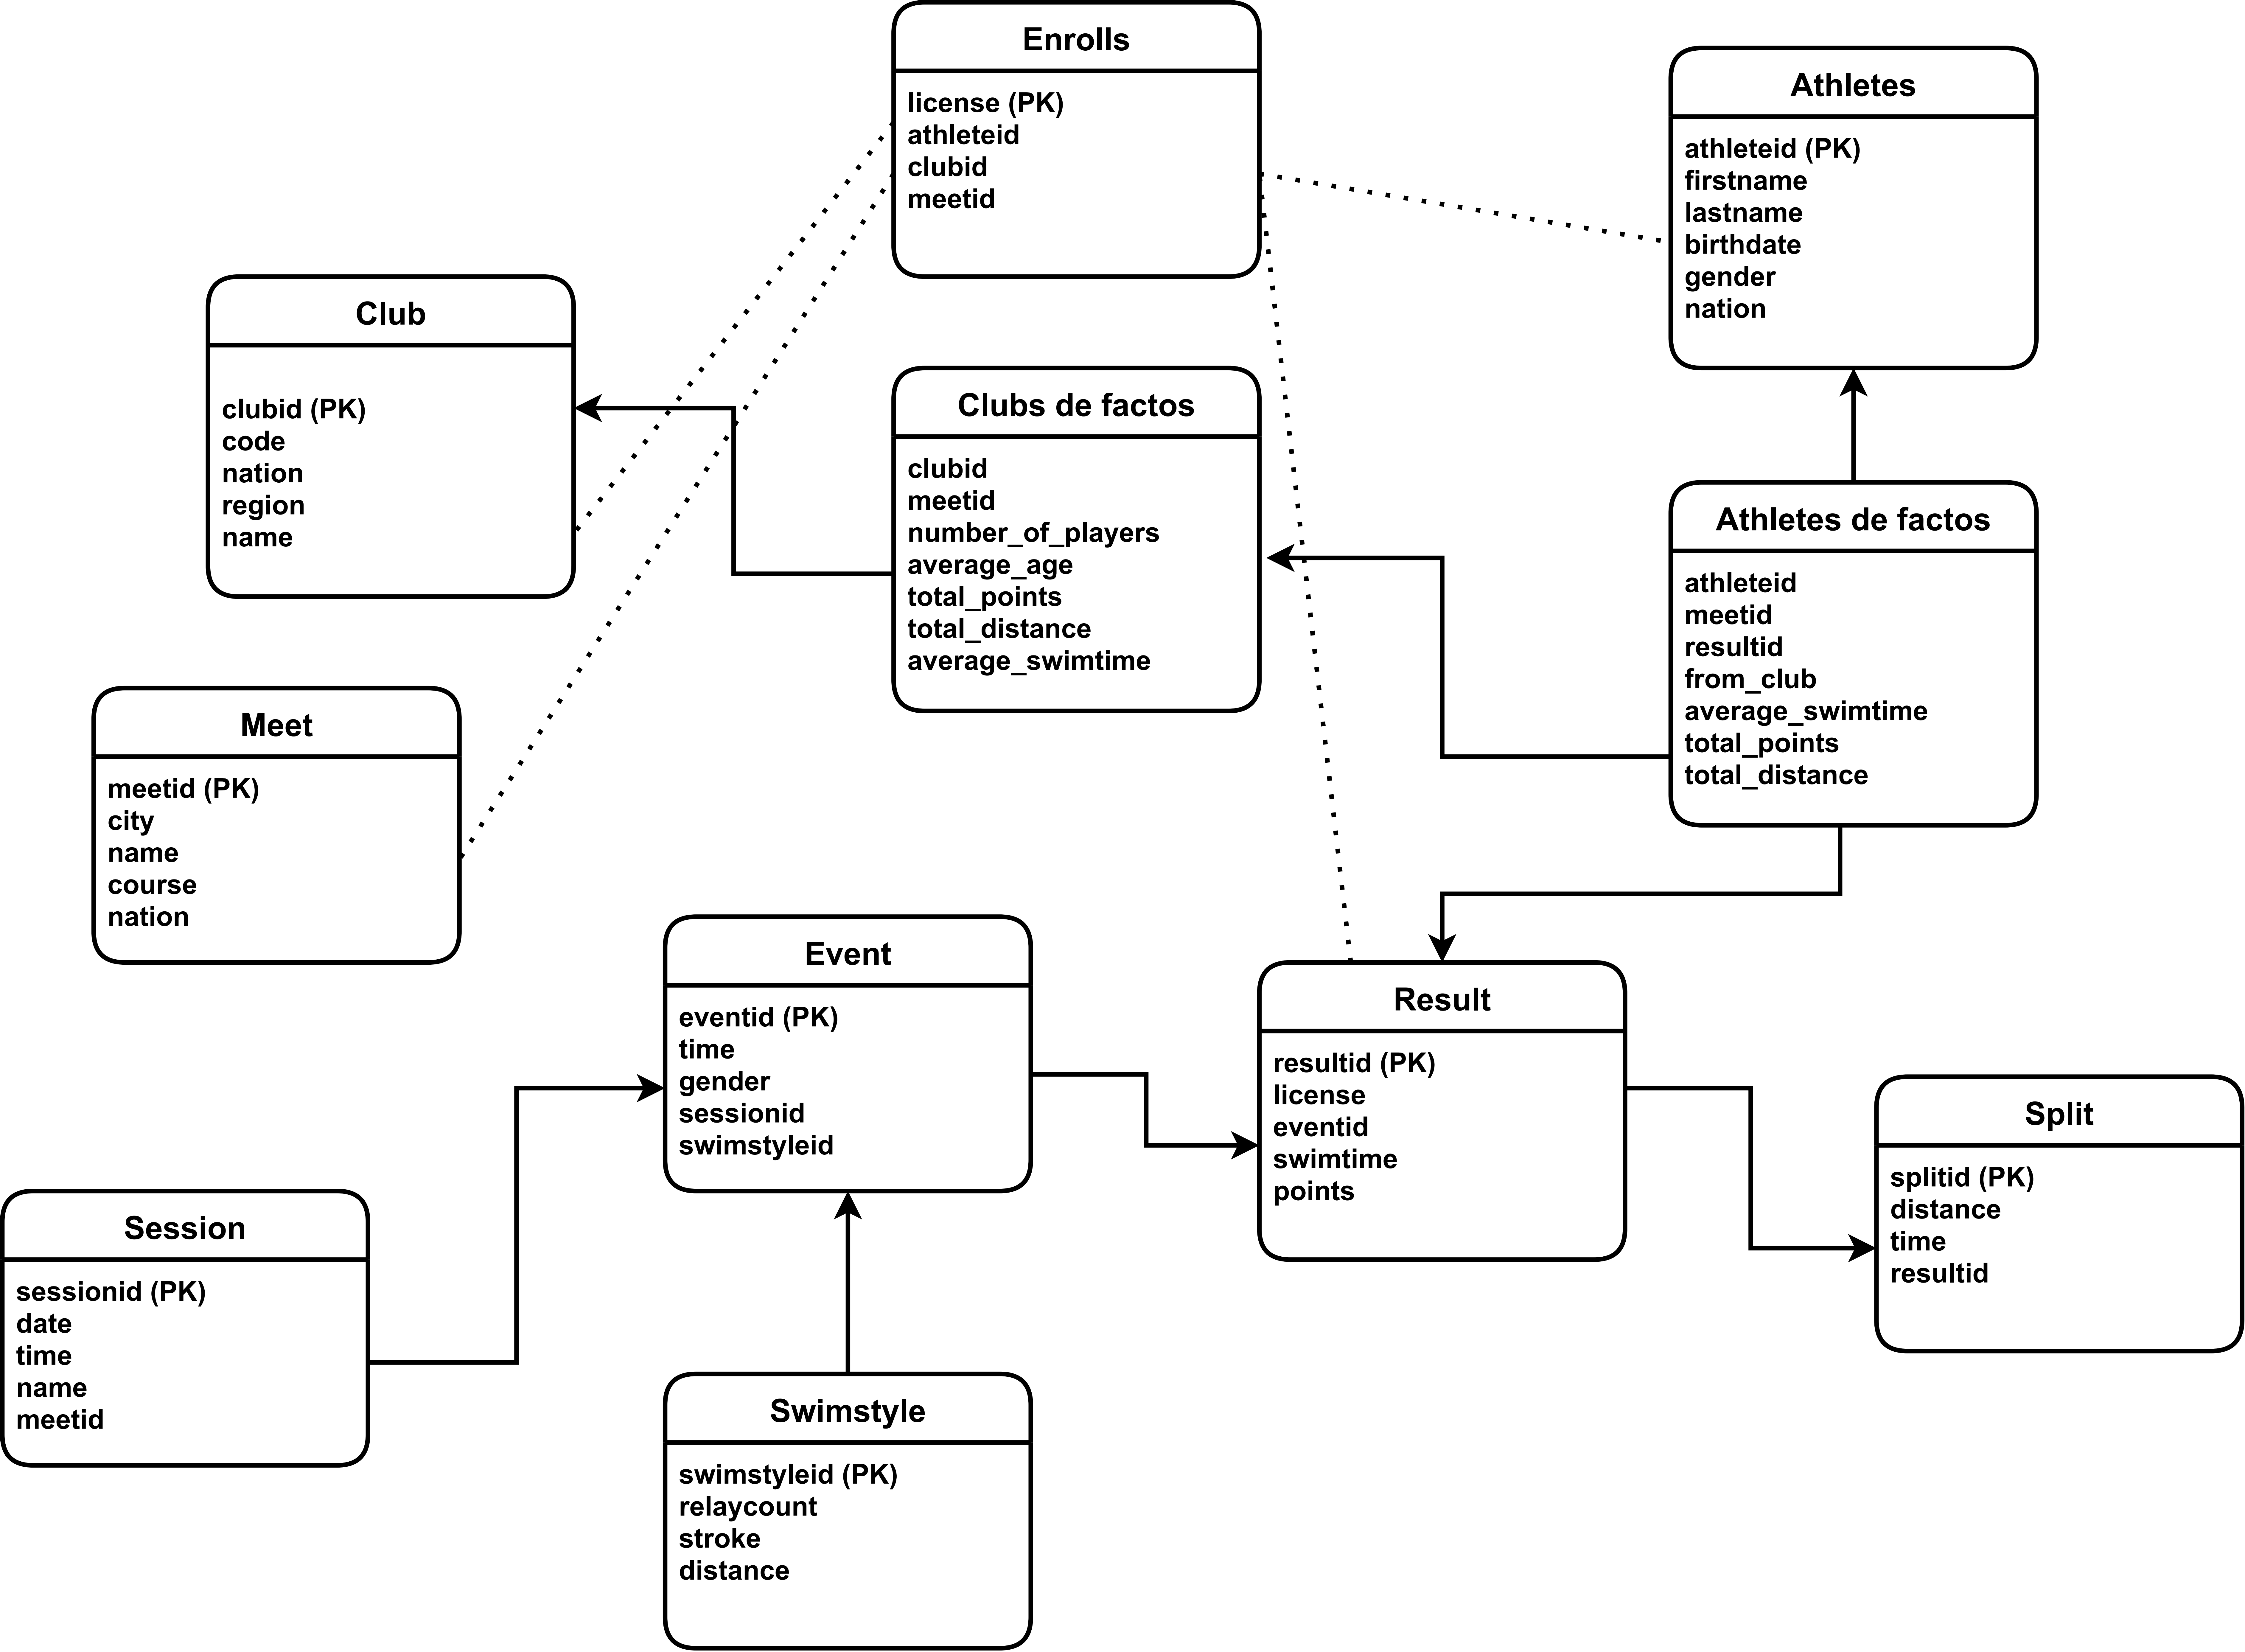 Enrolls
license (PK)
athleteid
clubid
meetid
Athletes
athleteid (PK)
firstname
lastname
birthdate
gender
nation
Club
clubid (PK)
code
nation
region
name
Clubs de factos
clubid
meetid
number_of_players
average_age
total_points
total_distance
average_swimtime
Athletes de factos
athleteid
meetid
resultid
from_club
average_swimtime
total_points
total_distance
Meet
meetid (PK)
city
name
course
nation
Event
eventid (PK)
time
gender
sessionid
swimstyleid
Result
resultid (PK)
license
eventid
swimtime
points
Split
splitid (PK)
distance
time
resultid
Session
sessionid (PK)
date
time
name
meetid
Swimstyle
swimstyleid (PK)
relaycount
stroke
distance